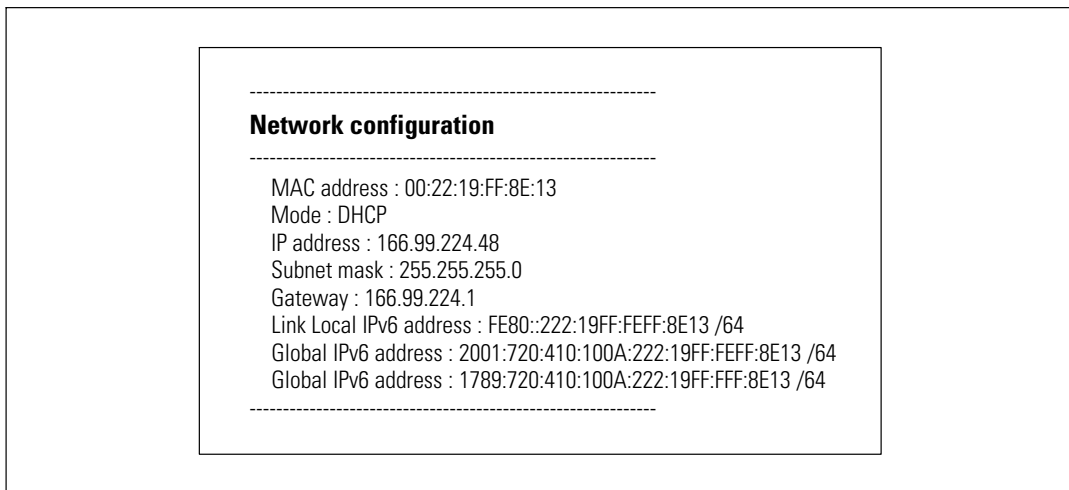 -------------------------------------------------------------
Network configuration
-------------------------------------------------------------
MAC address : 00:22:19:FF:8E:13
Mode : DHCP
IP address : 166.99.224.48
Subnet mask : 255.255.255.0
Gateway : 166.99.224.1
Link Local IPv6 address : FE80::222:19FF:FEFF:8E13 /64
Global IPv6 address : 2001:720:410:100A:222:19FF:FEFF:8E13 /64
Global IPv6 address : 1789:720:410:100A:222:19FF:FFF:8E13 /64
-------------------------------------------------------------